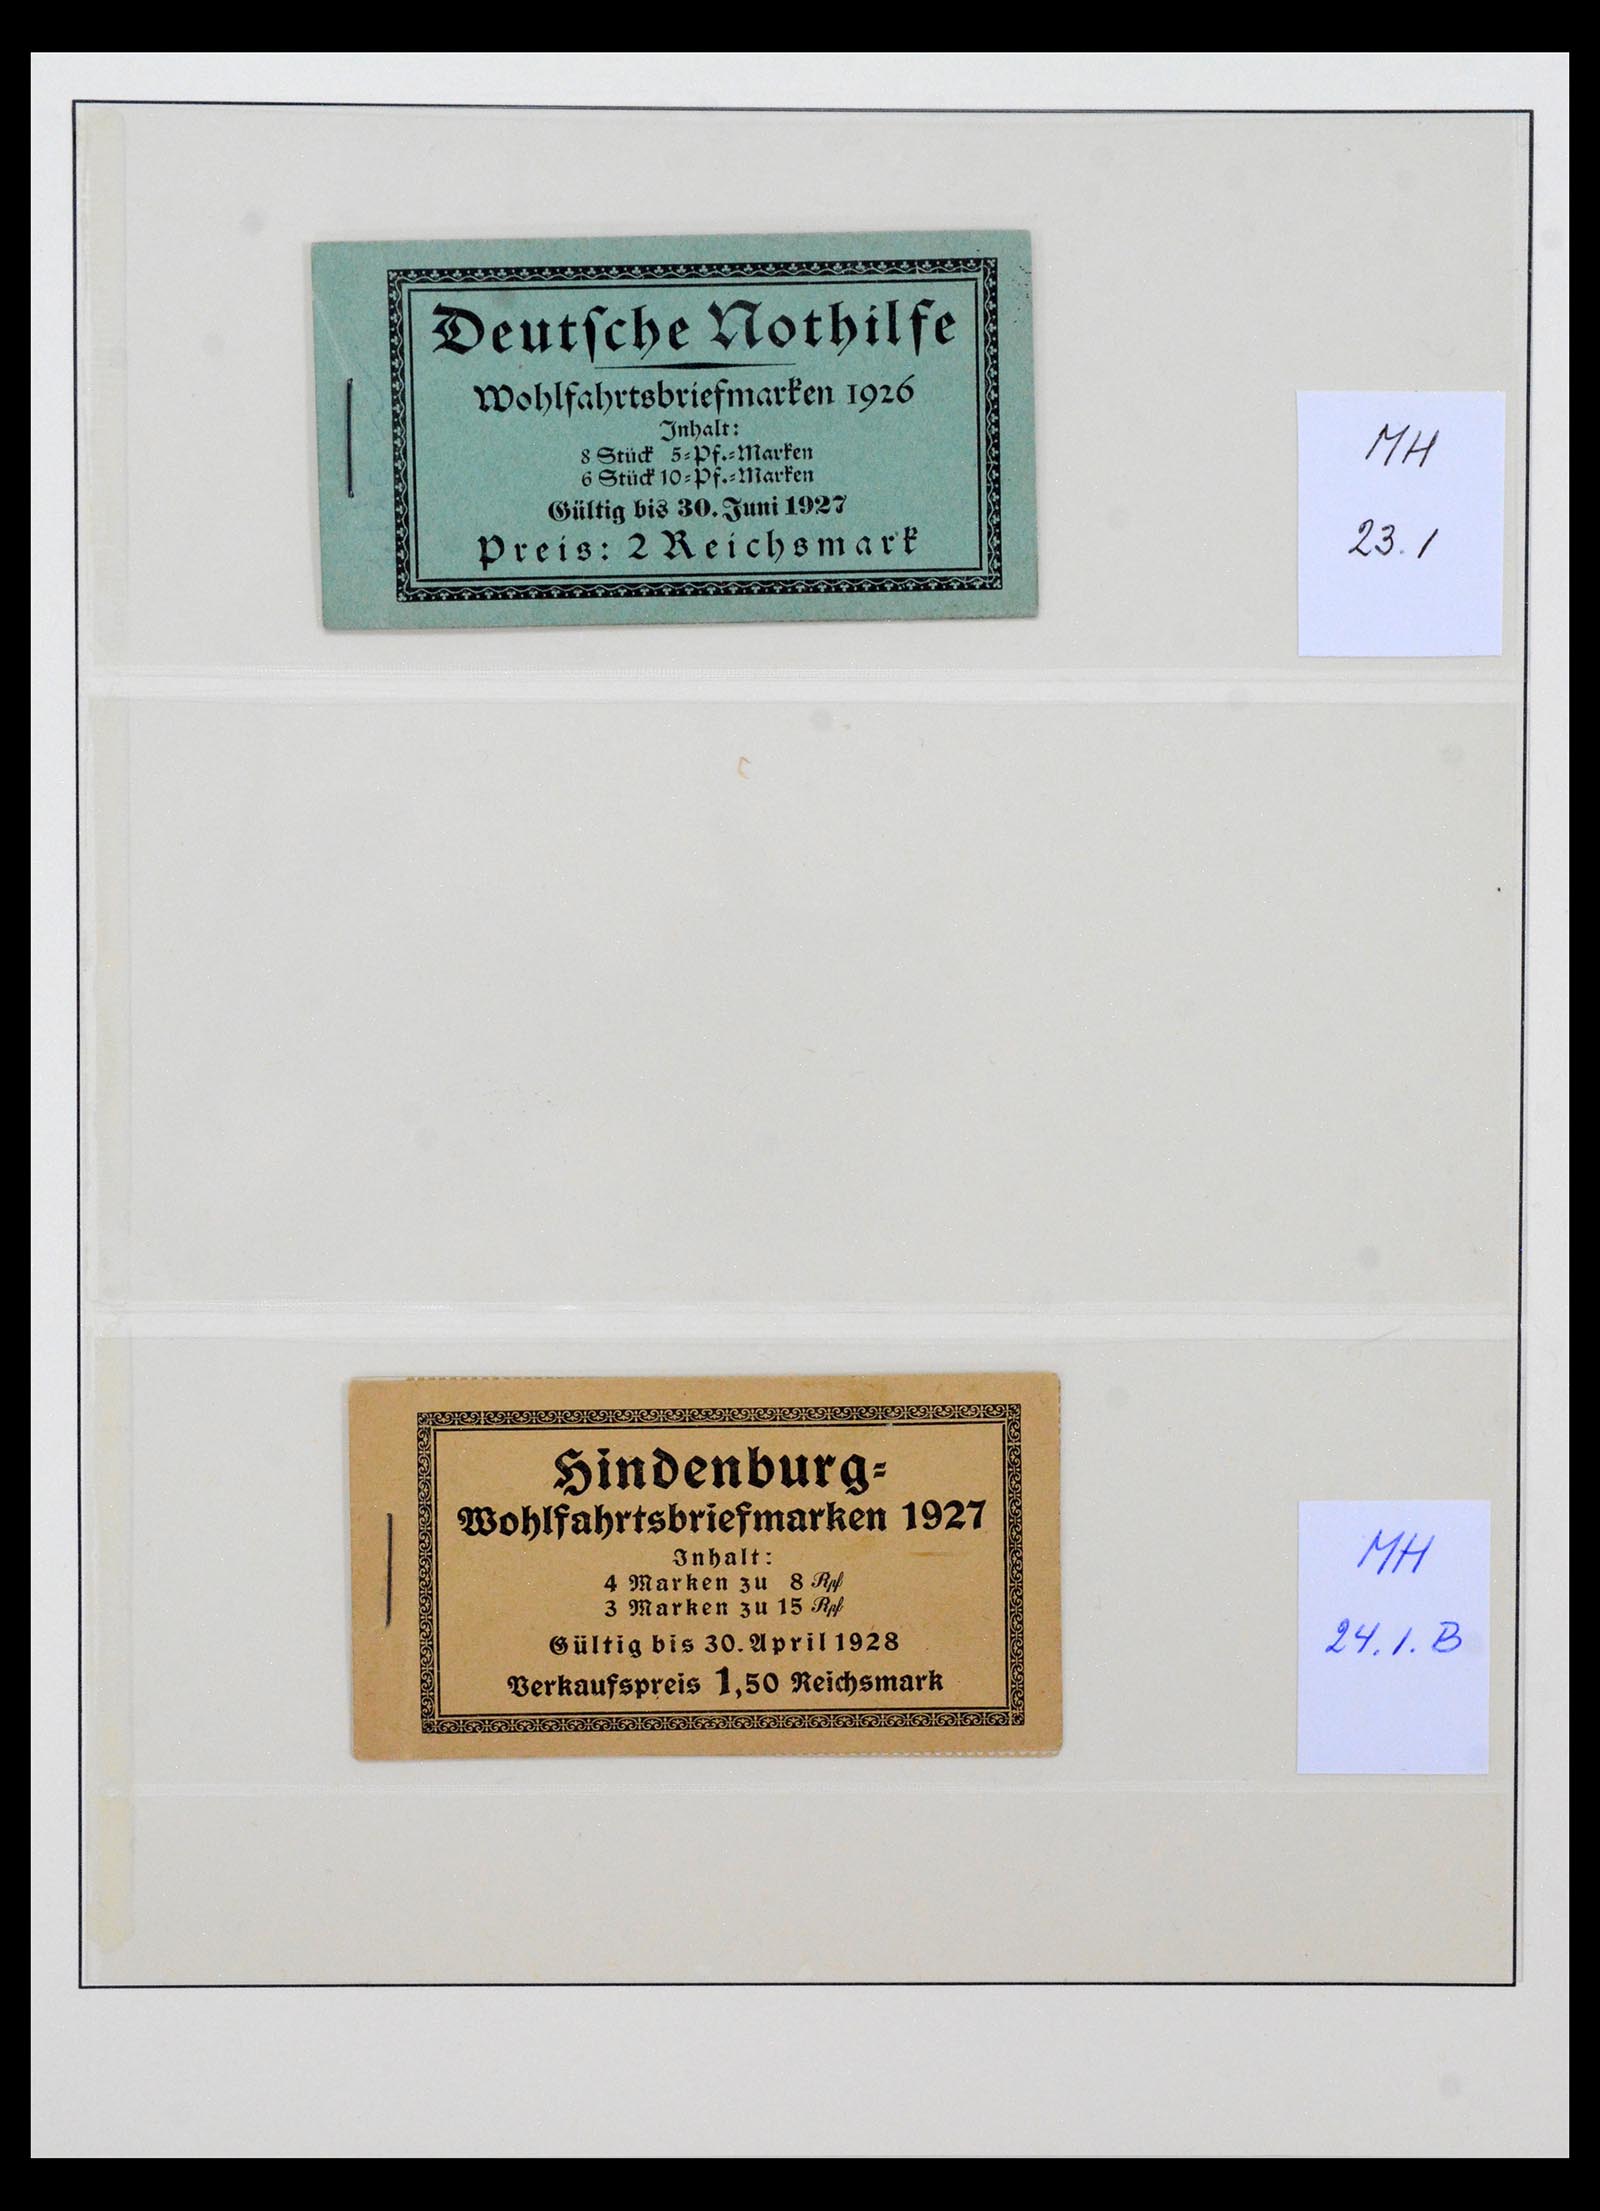 Deutsche Nothilfe
Wohlfahrtsbriefmarken 1926
Inhalt:
8 Stück 5=Pf.=Marken
6 Stück 10=Pf.=Marken
Gültig bis 30. Juni 1927
Preis: 2 Reichsmark
MH
23.1
Hindenburg=
Wohlfahrtsbriefmarken 1927
Inhalt:
4 Marken zu 8 Rpf
3 Marken zu 15 Rpf
Gültig bis 30. April 1928
Verkaufspreis 1,50 Reichsmark
MH
24.1.B